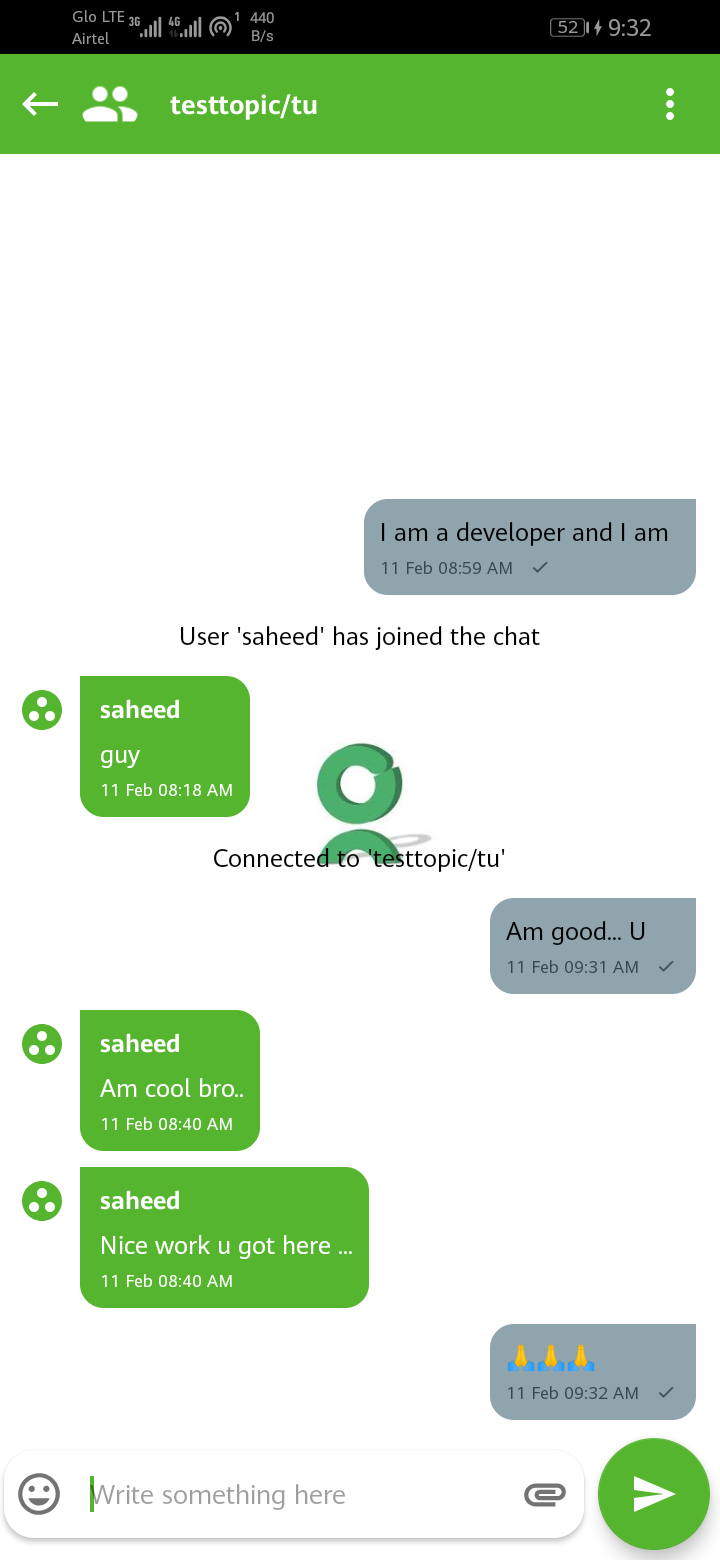 Glo LTE 3G 4G 1 440
Airtel B/s
52 9:32
testtopic/tu
I am a developer and I am
11 Feb 08:59 AM
User 'saheed' has joined the chat
saheed
guy
11 Feb 08:18 AM
Connected to 'testtopic/tu'
Am good... U
11 Feb 09:31 AM
saheed
Am cool bro..
11 Feb 08:40 AM
saheed
Nice work u got here ...
11 Feb 08:40 AM
🙏🙏🙏
11 Feb 09:32 AM
Write something here